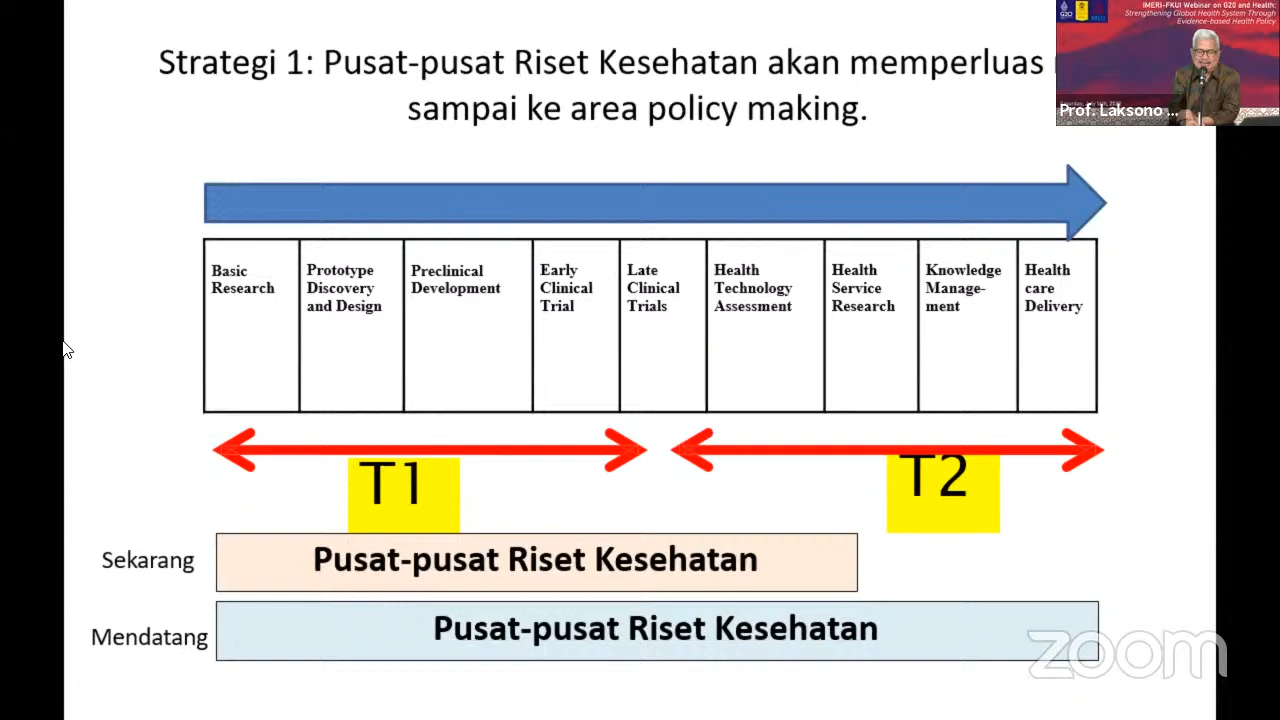 Strategi 1: Pusat-pusat Riset Kesehatan akan memperluas
sampai ke area policy making.
IMERI-FKUI Webinar on G20 and Health:
Strengthening Global Health System Through
Evidence-based Health Policy
Prof. Laksono ...
Basic
Research
Prototype
Discovery
and Design
Preclinical
Development
Early
Clinical
Trial
Late
Clinical
Trials
Health
Technology
Assessment
Health
Service
Research
Knowledge
Manage-
ment
Health
care
Delivery
T1
T2
Sekarang
Pusat-pusat Riset Kesehatan
Mendatang
Pusat-pusat Riset Kesehatan
zoom